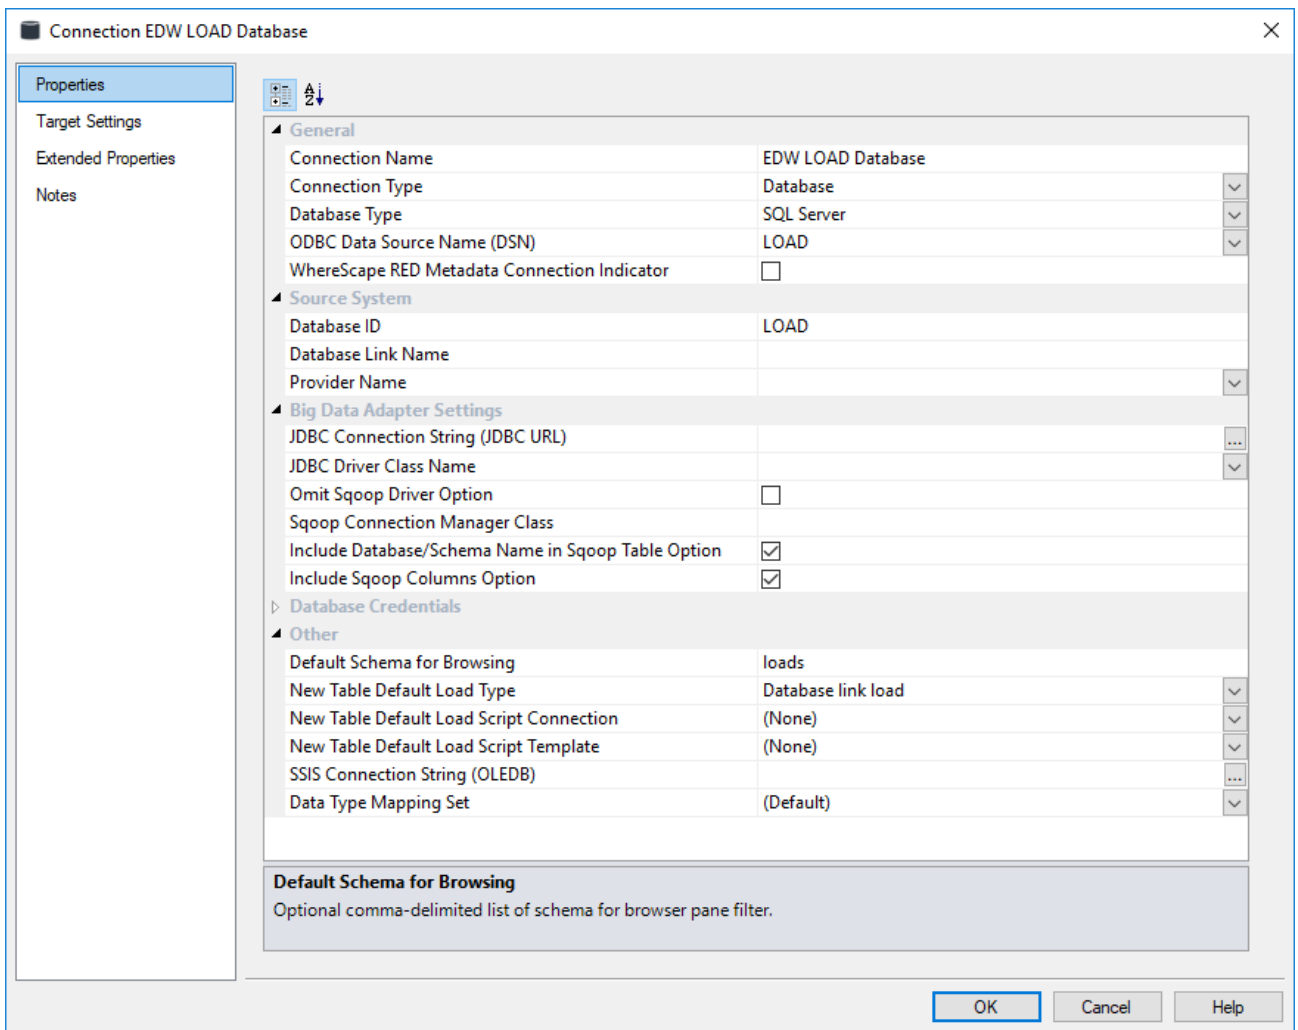 Connection EDW LOAD Database
Properties
Target Settings
Extended Properties
Notes
General
Connection Name EDW LOAD Database
Connection Type Database
Database Type SQL Server
ODBC Data Source Name (DSN) LOAD
WhereScape RED Metadata Connection Indicator
Source System
Database ID LOAD
Database Link Name
Provider Name
Big Data Adapter Settings
JDBC Connection String (JDBC URL) ...
JDBC Driver Class Name
Omit Sqoop Driver Option
Sqoop Connection Manager Class
Include Database/Schema Name in Sqoop Table Option
Include Sqoop Columns Option
Database Credentials
Other
Default Schema for Browsing loads
New Table Default Load Type Database link load
New Table Default Load Script Connection (None)
New Table Default Load Script Template (None)
SSIS Connection String (OLEDB) ...
Data Type Mapping Set (Default)
Default Schema for Browsing
Optional comma-delimited list of schema for browser pane filter.
OK Cancel Help